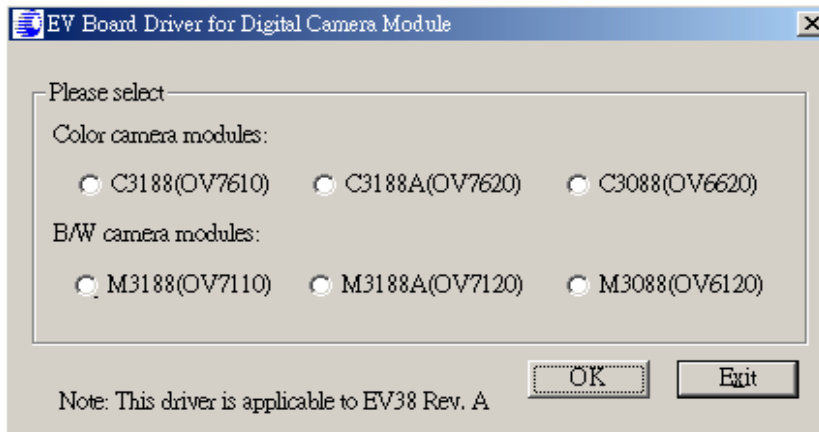 EV Board Driver for Digital Camera Module
Please select
Color camera modules:
C3188(OV7610) C3188A(OV7620) C3088(OV6620)
B/W camera modules:
M3188(OV7110) M3188A(OV7120) M3088(OV6120)
OK Exit
Note: This driver is applicable to EV38 Rev. A